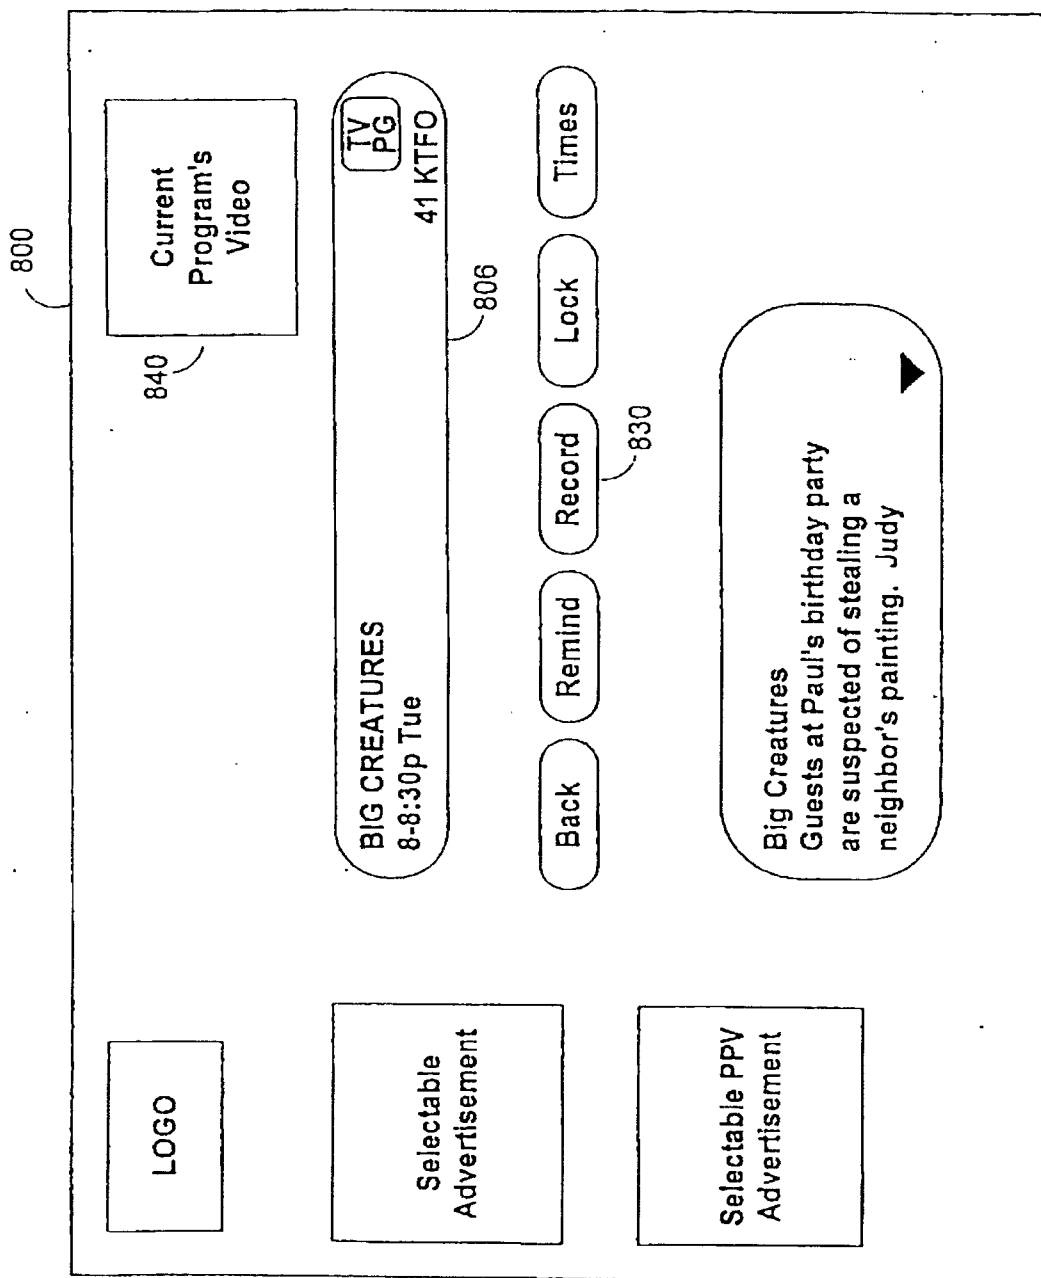 800
LOGO
Current
Program's
Video
840
BIG CREATURES
8-8:30p Tue
TV
PG
41 KTFO
806
Selectable
Advertisement
Back
Remind
Record
Lock
Times
830
Selectable PPV
Advertisement
Big Creatures
Guests at Paul's birthday party
are suspected of stealing a
neighbor's painting. Judy